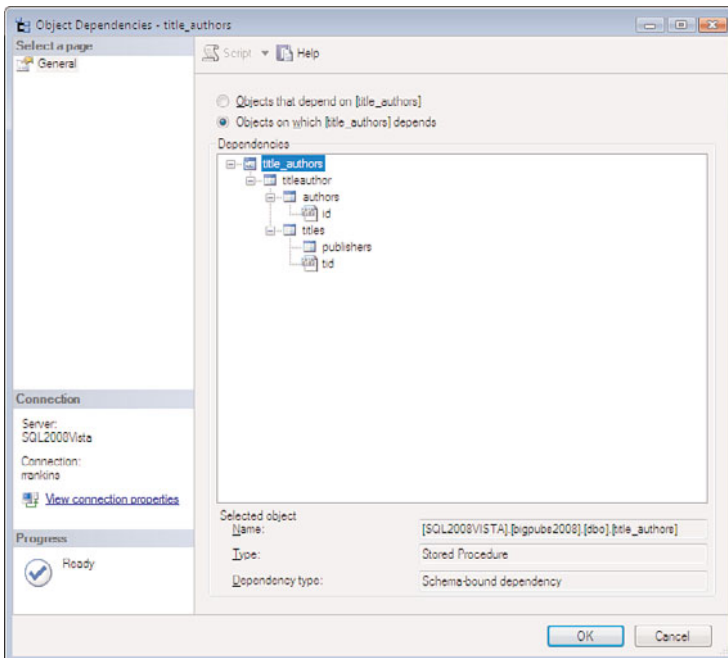 Object Dependencies - title_authors
Select a page
General
Script
Help
Objects that depend on [title_authors]
Objects on which [title_authors] depends
Dependencies
title_authors
titleauthor
authors
id
titles
publishers
tid
Connection
Server:
SQL2008Vista
Connection:
rrankins
View connection properties
Progress
Ready
Selected object
Name:
[SQL2008VISTA].[bigpubs2008].[dbo].[title_authors]
Type:
Stored Procedure
Dependency type:
Schema-bound dependency
OK
Cancel